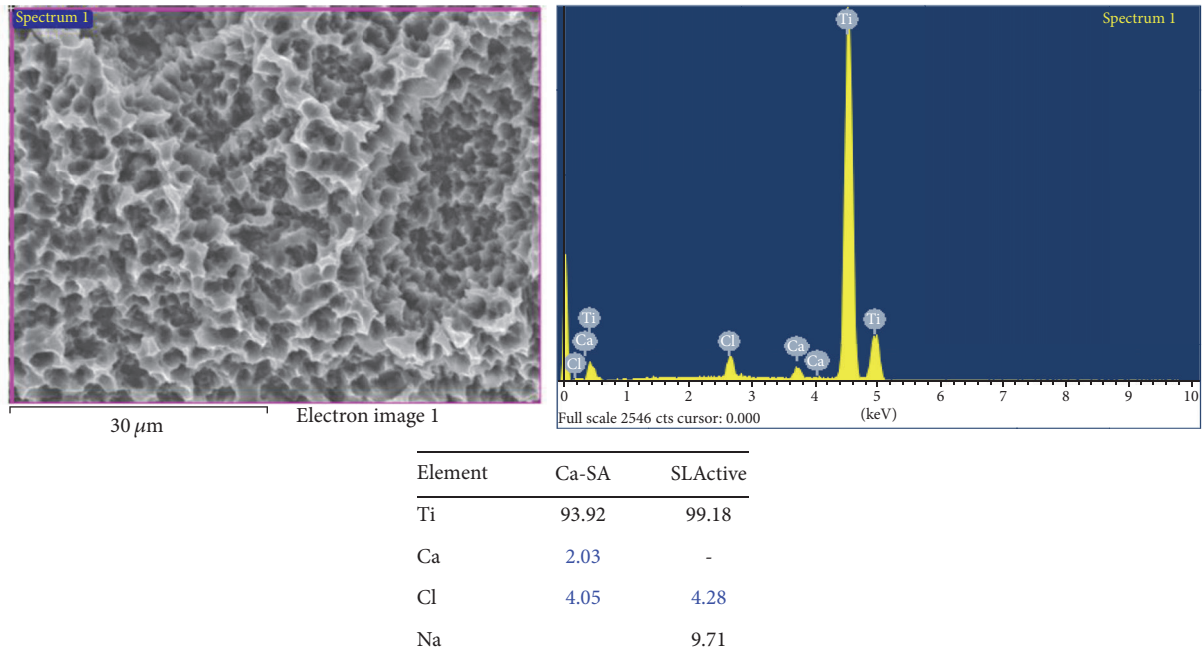 Spectrum 1
30 μm
Electron image 1
Spectrum 1
Ti
Ti
Ca
Cl
Cl
Ca
Ca
Ti
0 1 2 3 4 5 6 7 8 9 10
Full scale 2546 cts cursor: 0.000
(keV)
Element Ca-SA SLActive
Ti 93.92 99.18
Ca 2.03 -
Cl 4.05 4.28
Na 9.71